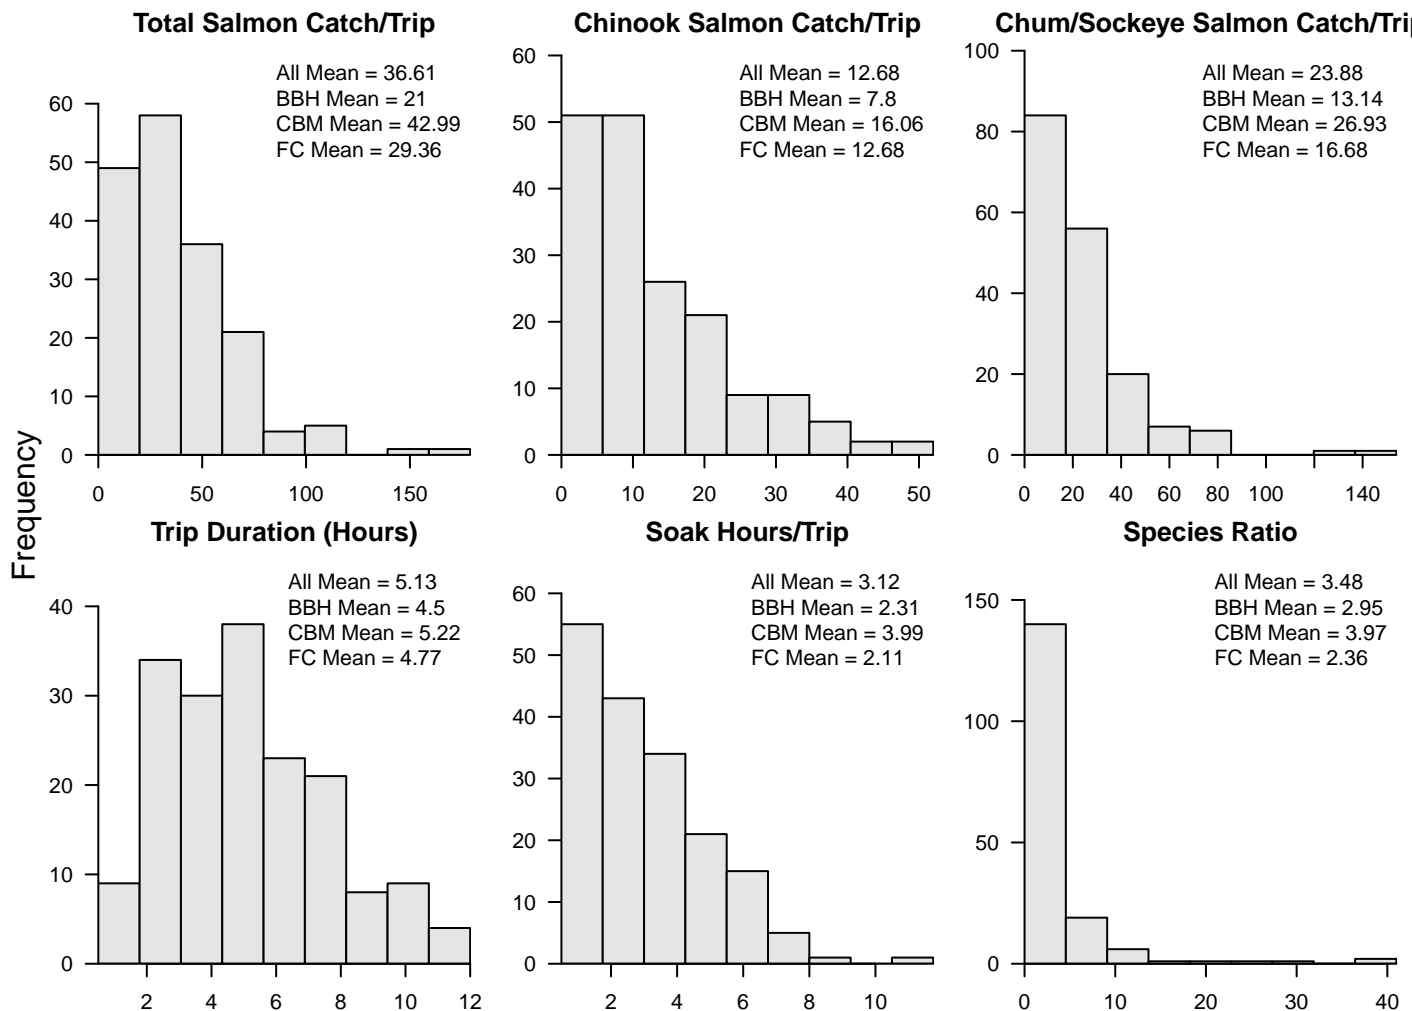 Total Salmon Catch/Trip
All Mean = 36.61
BBH Mean = 21
CBM Mean = 42.99
FC Mean = 29.36
60
50
40
30
20
10
0
0 50 100 150
Chinook Salmon Catch/Trip
All Mean = 12.68
BBH Mean = 7.8
CBM Mean = 16.06
FC Mean = 12.68
60
50
40
30
20
10
0
0 10 20 30 40 50
Chum/Sockeye Salmon Catch/Trip
All Mean = 23.88
BBH Mean = 13.14
CBM Mean = 26.93
FC Mean = 16.68
100
80
60
40
20
0
0 20 40 60 80 100 140
Frequency
Trip Duration (Hours)
All Mean = 5.13
BBH Mean = 4.5
CBM Mean = 5.22
FC Mean = 4.77
40
30
20
10
0
2 4 6 8 10 12
Soak Hours/Trip
All Mean = 3.12
BBH Mean = 2.31
CBM Mean = 3.99
FC Mean = 2.11
60
50
40
30
20
10
0
2 4 6 8 10
Species Ratio
All Mean = 3.48
BBH Mean = 2.95
CBM Mean = 3.97
FC Mean = 2.36
150
100
50
0
0 10 20 30 40